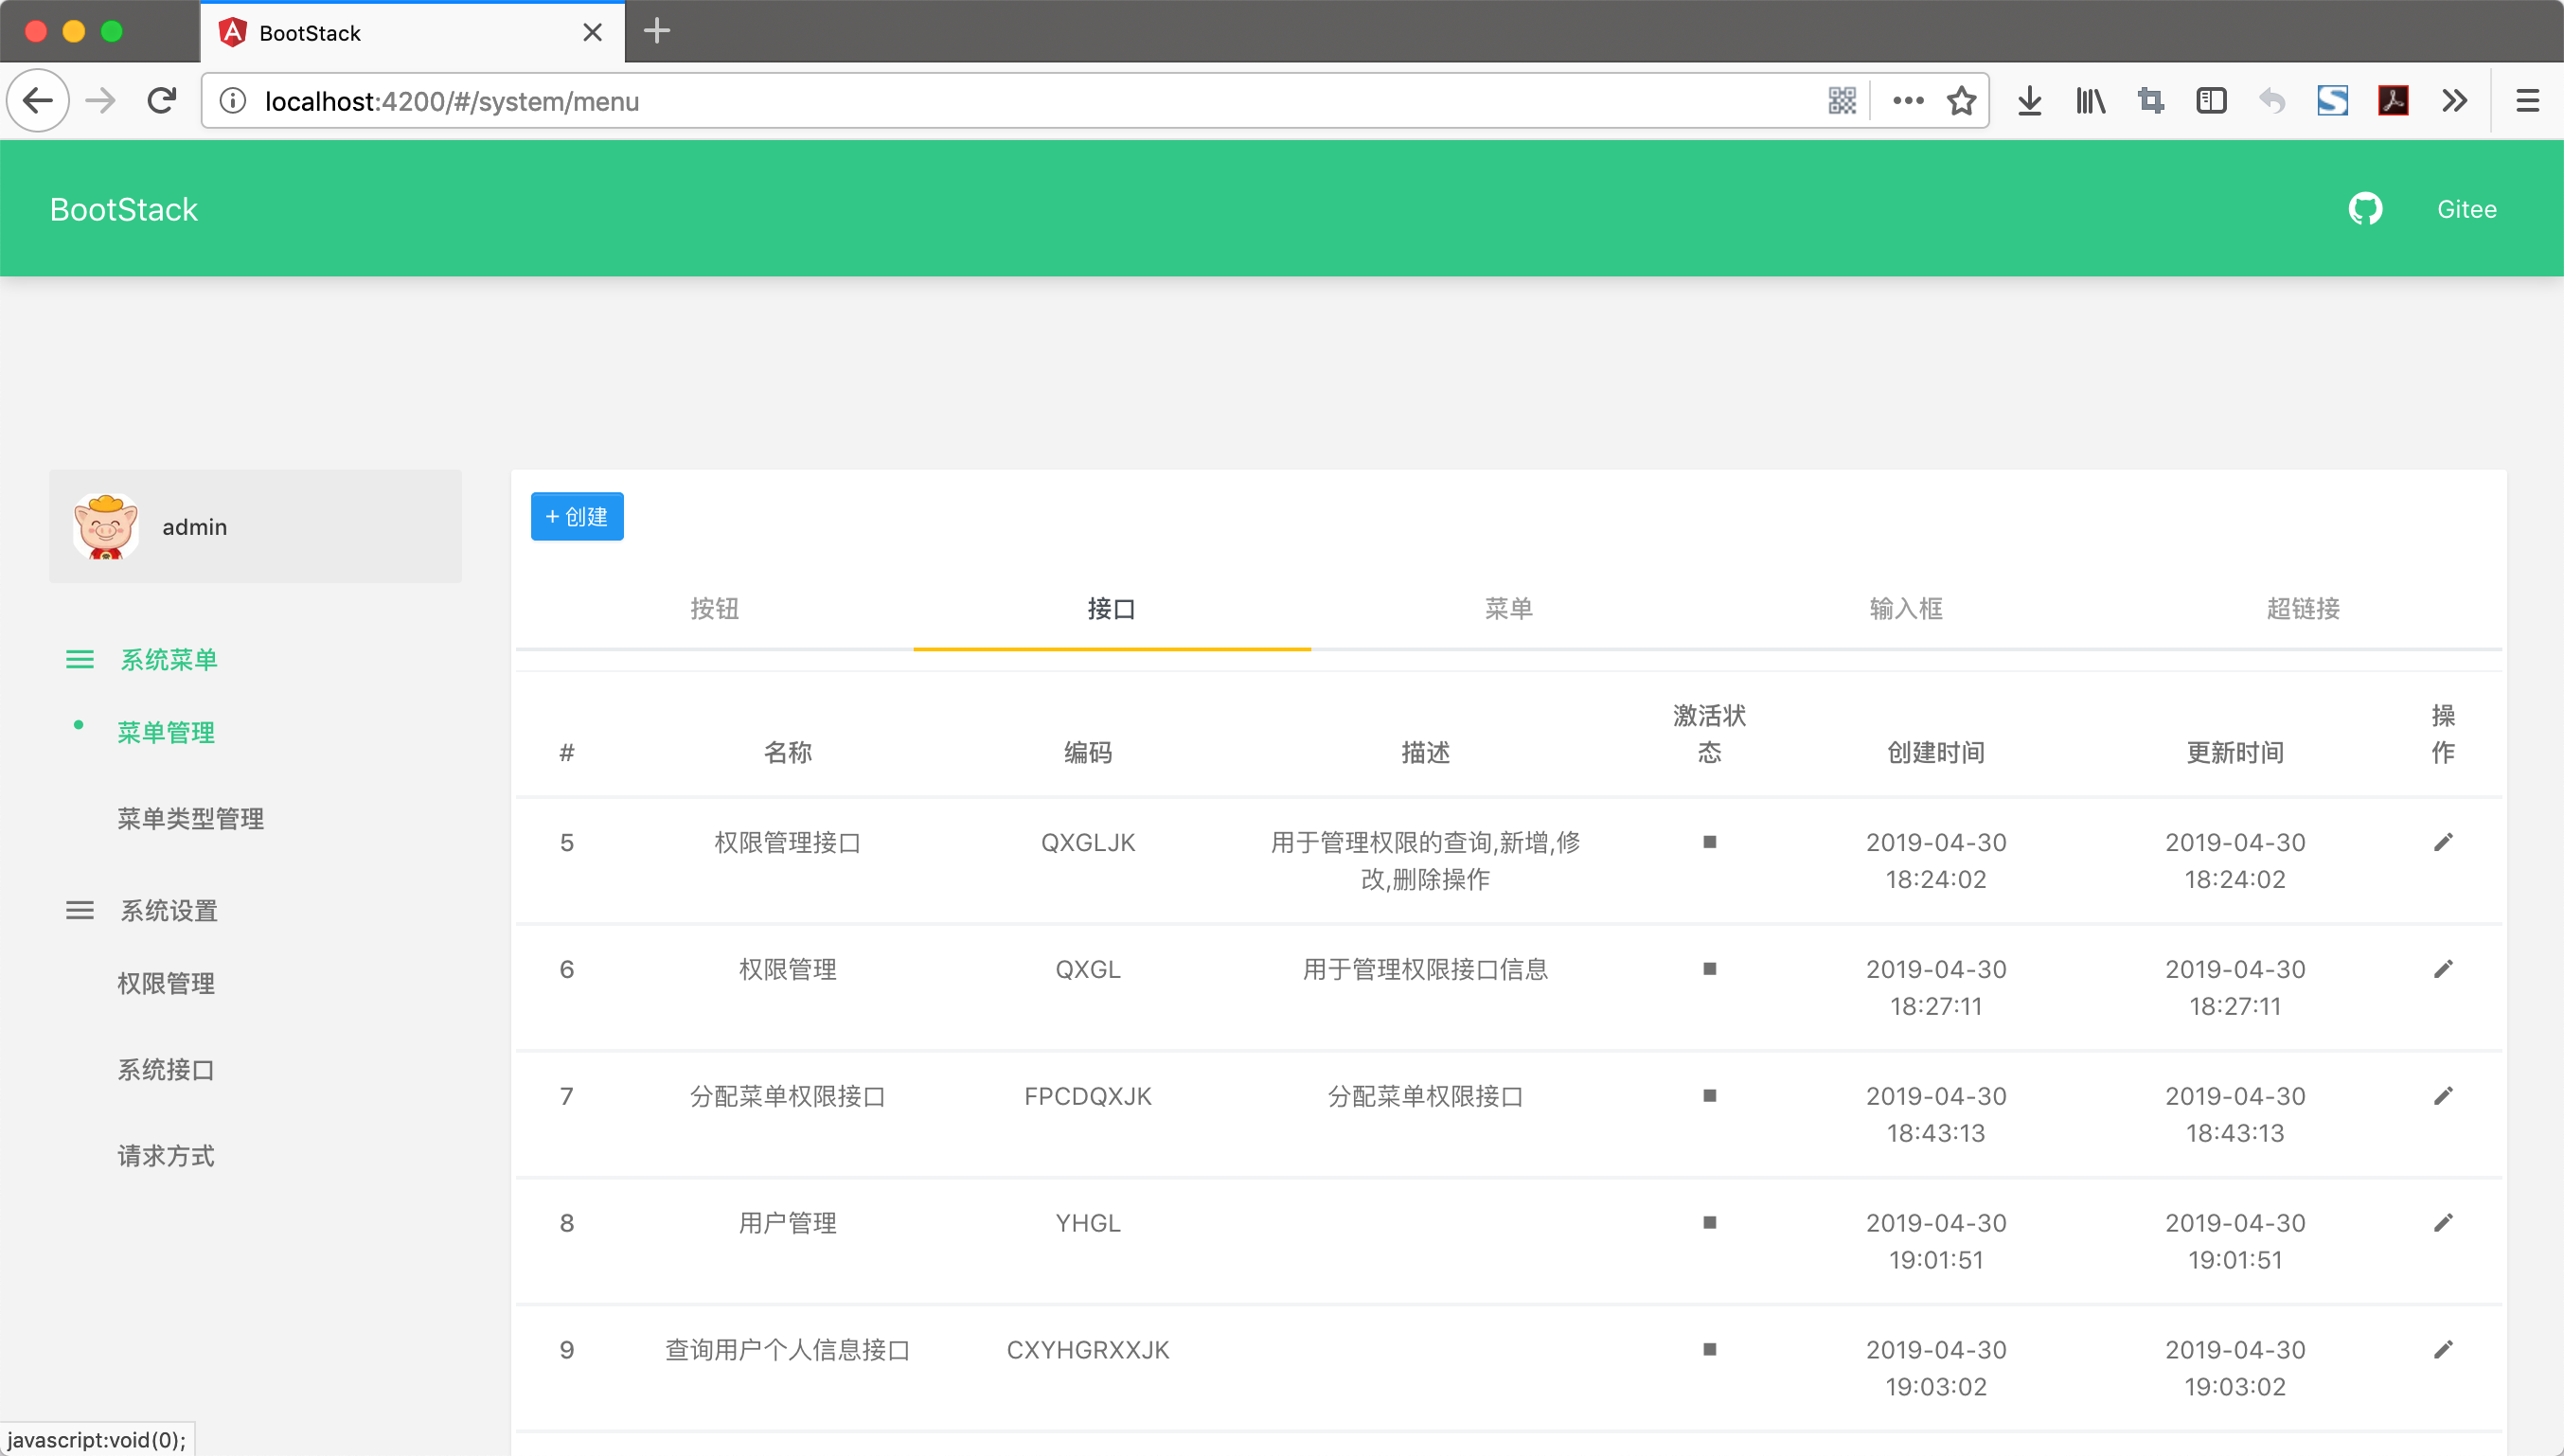 BootStack
localhost:4200/#/system/menu
BootStack
Gitee
admin
系统菜单
菜单管理
菜单类型管理
系统设置
权限管理
系统接口
请求方式
+ 创建
按钮 接口 菜单 输入框 超链接
# 名称 编码 描述 激活状态 创建时间 更新时间 操作
5 权限管理接口 QXGLJK 用于管理权限的查询,新增,修改,删除操作 ■ 2019-04-30 18:24:02 2019-04-30 18:24:02
6 权限管理 QXGL 用于管理权限接口信息 ■ 2019-04-30 18:27:11 2019-04-30 18:27:11
7 分配菜单权限接口 FPCDQXJK 分配菜单权限接口 ■ 2019-04-30 18:43:13 2019-04-30 18:43:13
8 用户管理 YHGL ■ 2019-04-30 19:01:51 2019-04-30 19:01:51
9 查询用户个人信息接口 CXYHGRXXJK ■ 2019-04-30 19:03:02 2019-04-30 19:03:02
javascript:void(0);